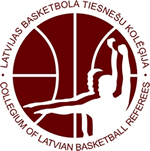 LATVIJAS BASKETBOLA TIESNEŠU KOLĒĢIJA
COLLEGIUM OF LATVIAN BASKETBALL REFEREES